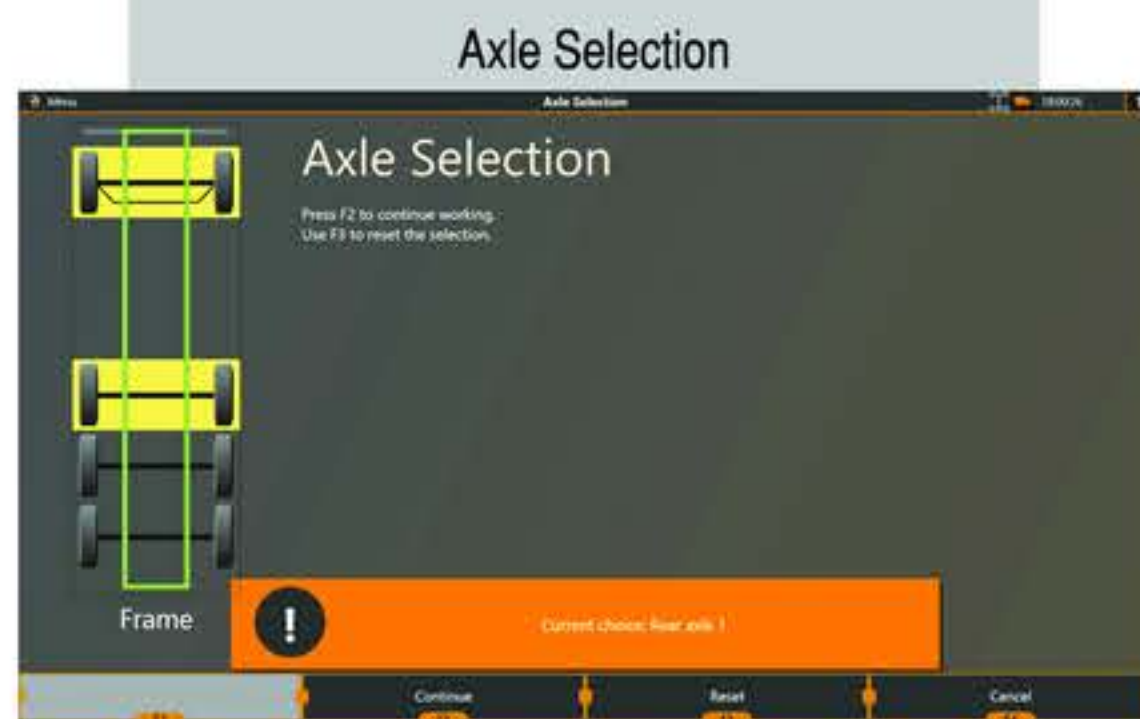 Axle Selection
Menu
Axle Selection
Axle Selection
Press F2 to continue working.
Use F3 to reset the selection.
Frame
!
Current choice: Rear axle 1
Continue
Reset
Cancel